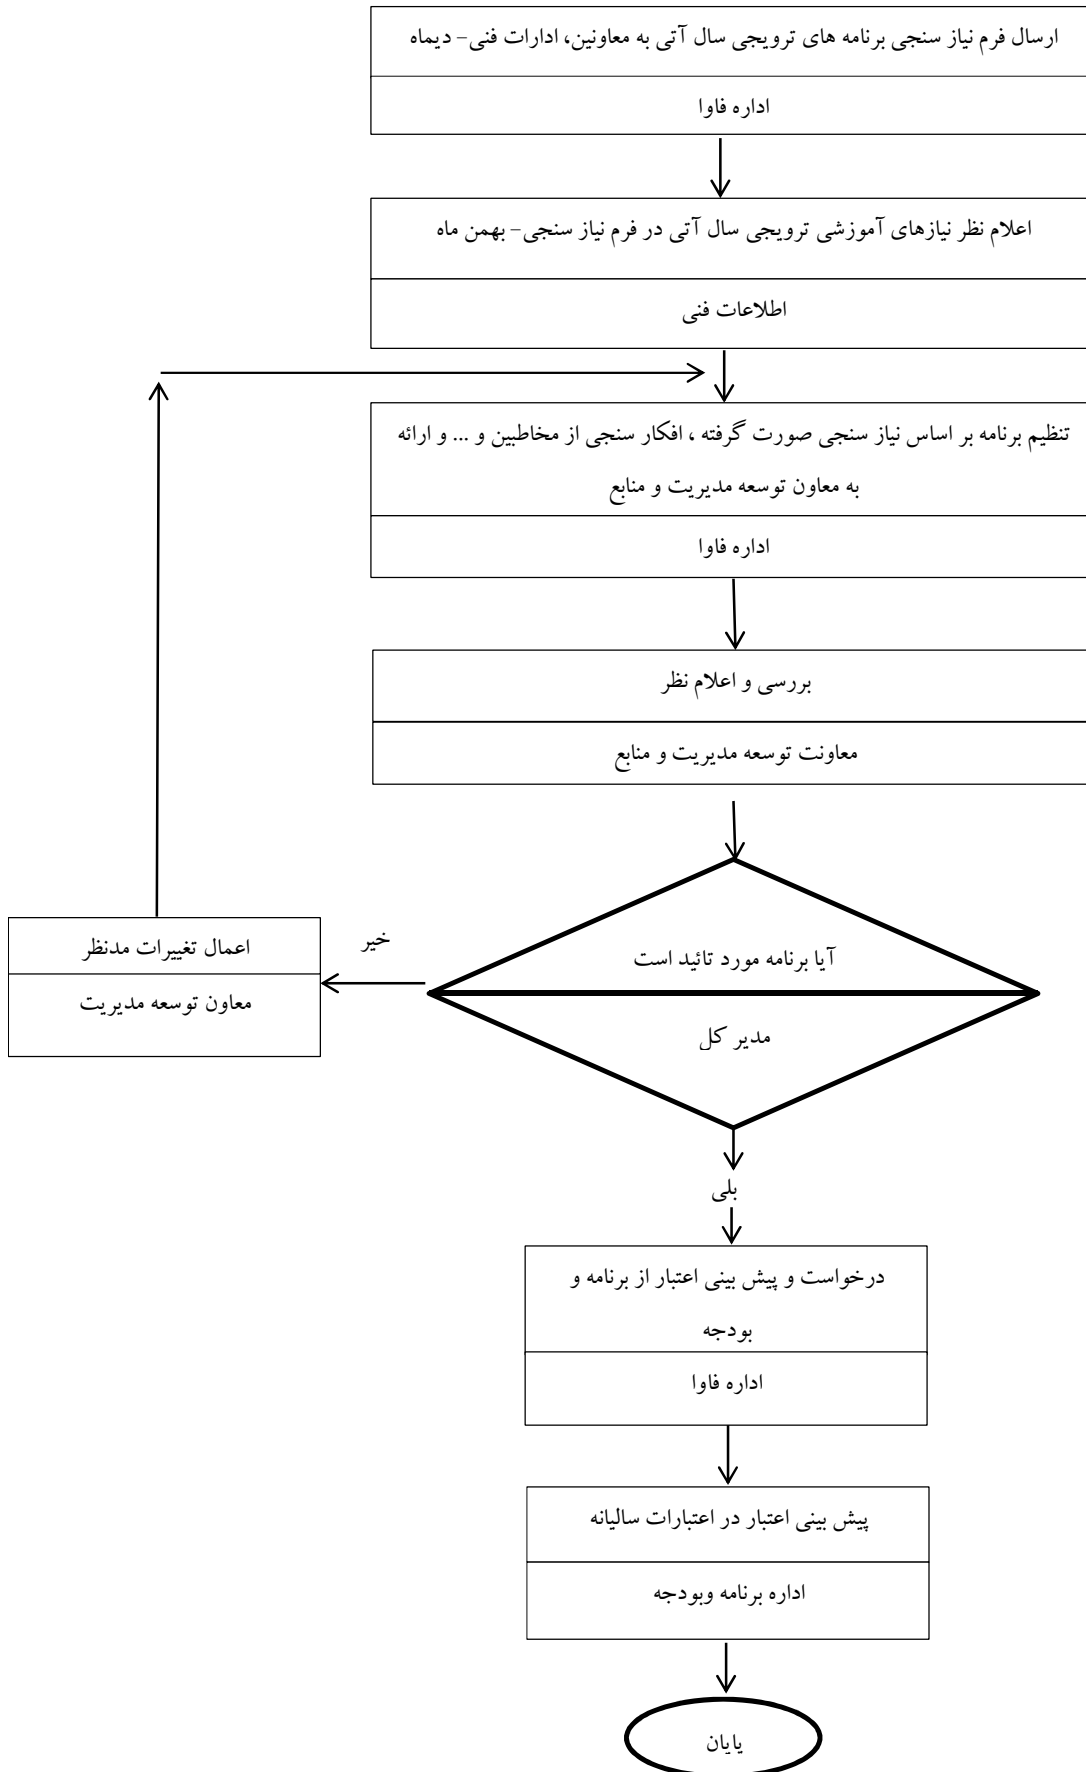 ارسال فرم نیاز سنجی برنامه های ترویجی سال آتی به معاونین، ادارات فنی- دیماه
اداره فاوا
اعلام نظر نیازهای آموزشی ترویجی سال آتی در فرم نیاز سنجی- بهمن ماه
اطلاعات فنی
تنظیم برنامه بر اساس نیاز سنجی صورت گرفته ، افکار سنجی از مخاطبین و ... و ارائه
به معاون توسعه مدیریت و منابع
اداره فاوا
بررسی و اعلام نظر
معاونت توسعه مدیریت و منابع
آیا برنامه مورد تائید است
مدیر کل
خیر
اعمال تغییرات مدنظر
معاون توسعه مدیریت
بلی
درخواست و پیش بینی اعتبار از برنامه و
بودجه
اداره فاوا
پیش بینی اعتبار در اعتبارات سالیانه
اداره برنامه وبودجه
پایان